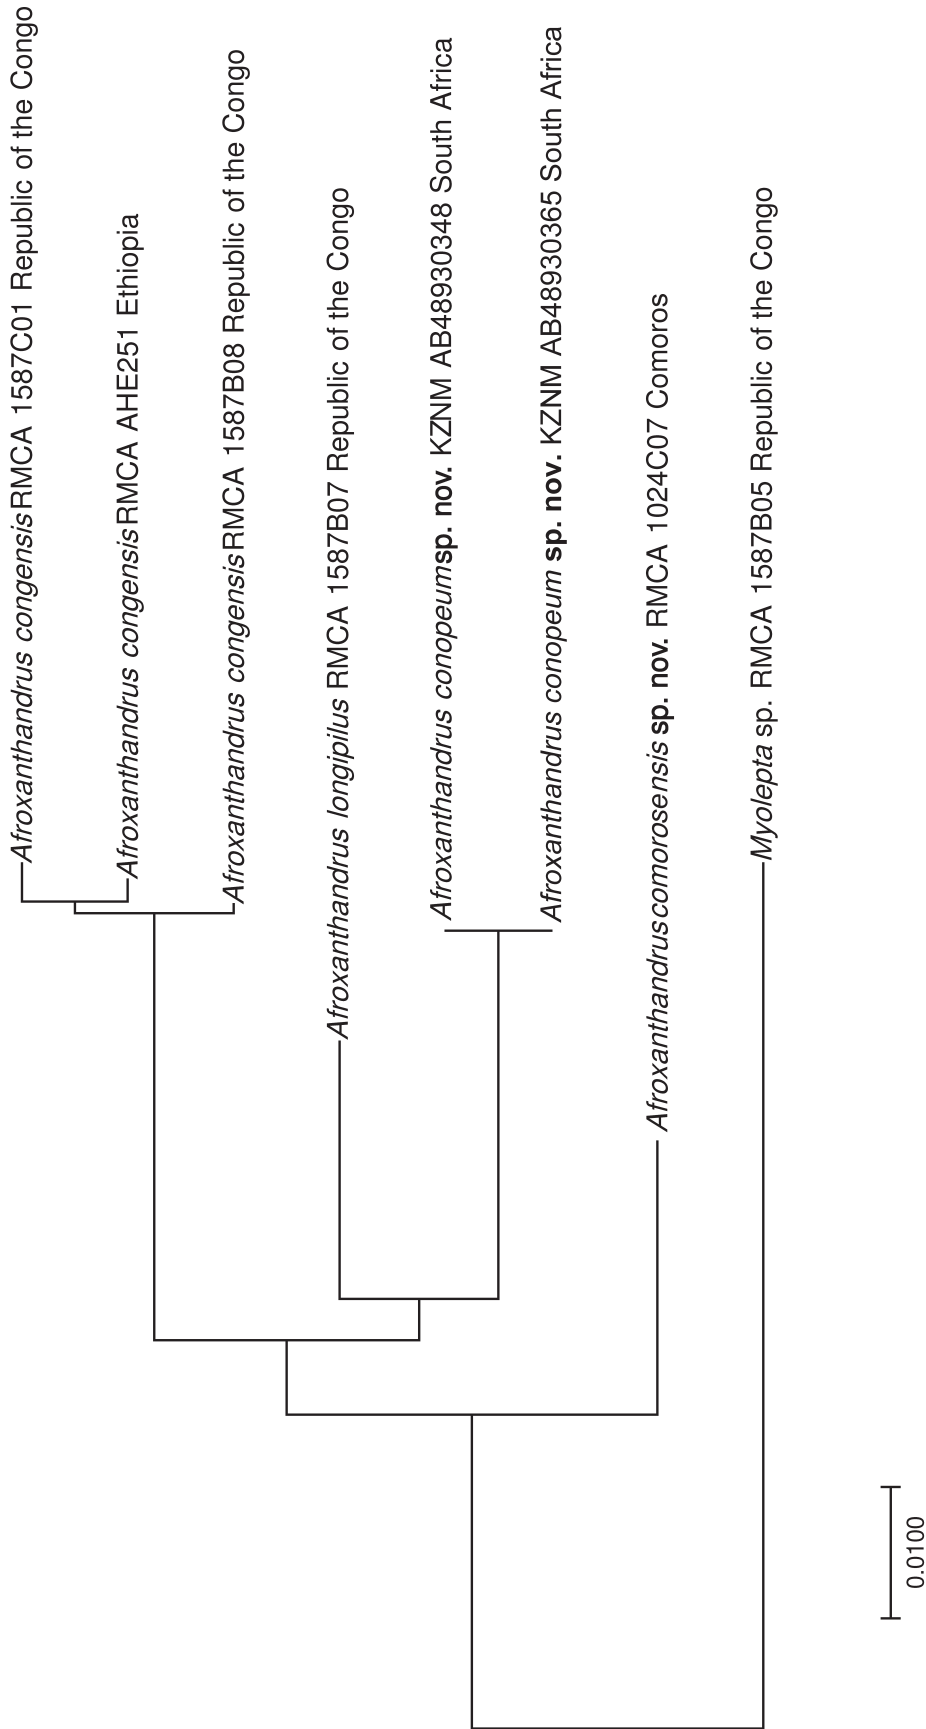 Afroxanthandrus congensis RMCA 1587C01 Republic of the Congo
Afroxanthandrus congensis RMCA AHE251 Ethiopia
Afroxanthandrus congensis RMCA 1587B08 Republic of the Congo
Afroxanthandrus longipilus RMCA 1587B07 Republic of the Congo
Afroxanthandrus conopeum sp. nov. KZNM AB48930348 South Africa
Afroxanthandrus conopeum sp. nov. KZNM AB48930365 South Africa
Afroxanthandrus comorosensis sp. nov. RMCA 1024C07 Comoros
Myolepta sp. RMCA 1587B05 Republic of the Congo
0.0100